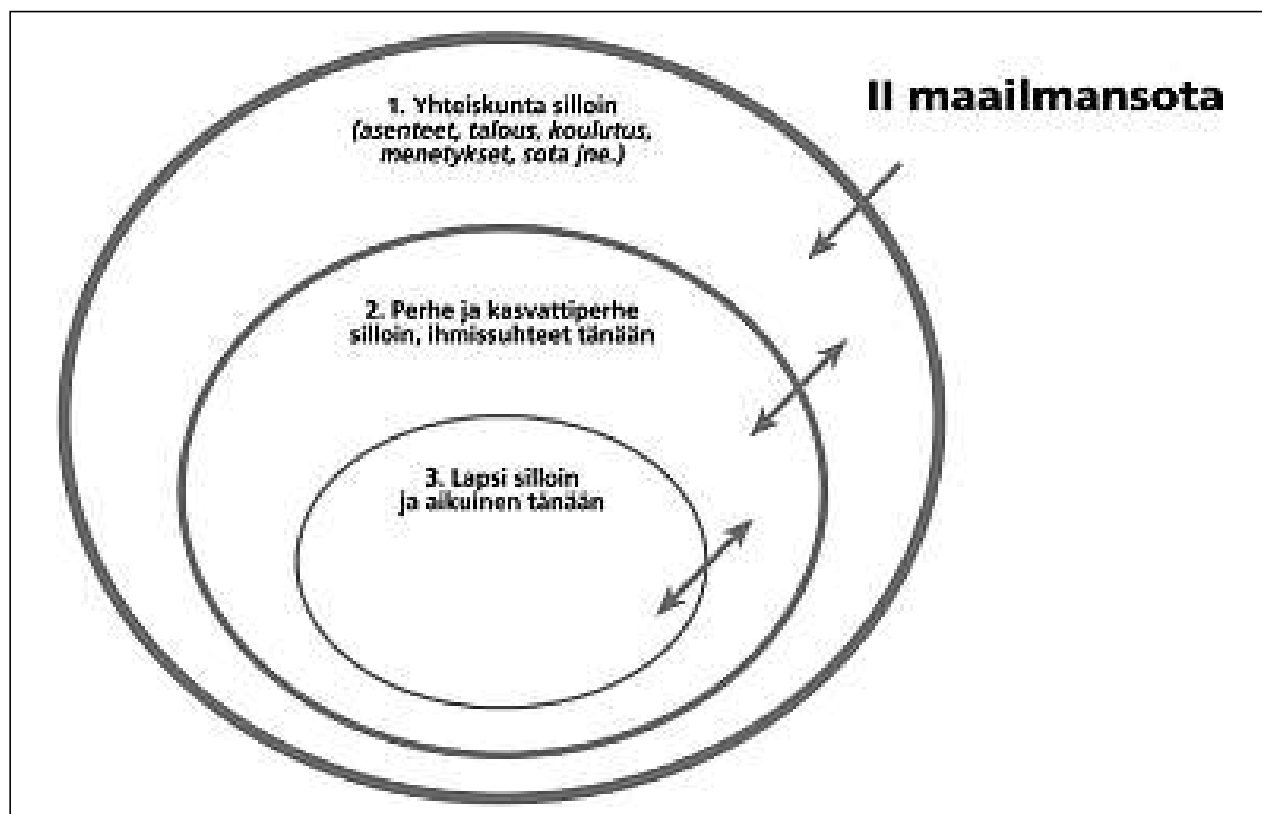 II maailmansota
1. Yhteiskunta silloin
(asenteet, talous, koulutus,
menetykset, sota jne.)
2. Perhe ja kasvattiperhe
silloin, ihmissuhteet tänään
3. Lapsi silloin
ja aikuinen tänään